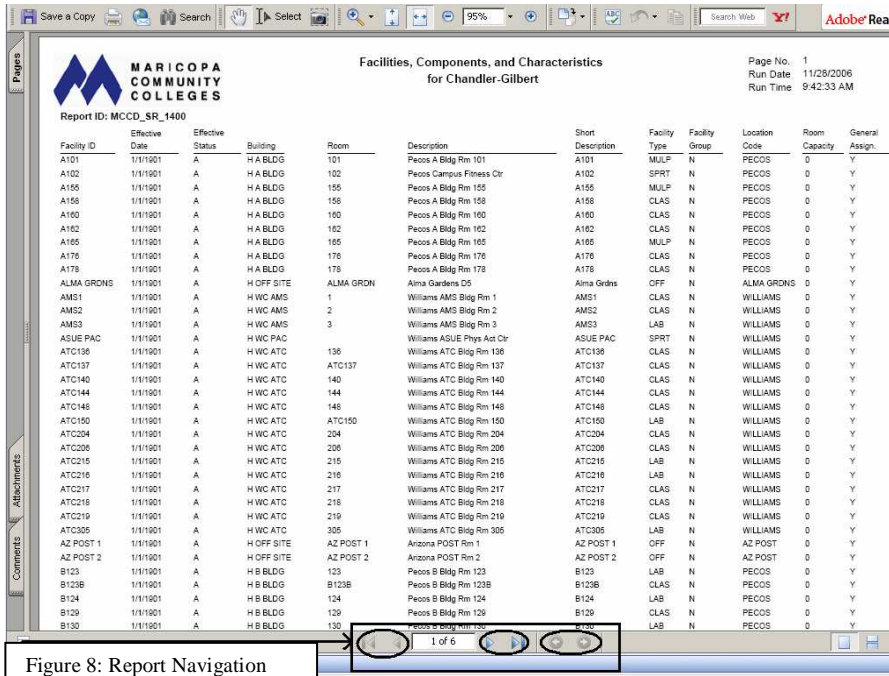 Save a Copy Search Select 95% Search Web Y! Adobe Rea
Pages
MARICOPA
COMMUNITY
COLLEGES
Facilities, Components, and Characteristics
for Chandler-Gilbert
Page No. 1
Run Date 11/28/2006
Run Time 9:42:33 AM
Report ID: MCCD_SR_1400
Effective Effective Short Facility Facility Location Room General
Facility ID Date Status Building Room Description Description Type Group Code Capacity Assign.
A101 1/1/1901 A H A BLDG 101 Pecos A Bldg Rm 101 A101 MULP N PECOS 0 Y
A102 1/1/1901 A H A BLDG 102 Pecos Campus Fitness Ctr A102 SPRT N PECOS 0 Y
A155 1/1/1901 A H A BLDG 155 Pecos A Bldg Rm 155 A155 MULP N PECOS 0 Y
A158 1/1/1901 A H A BLDG 158 Pecos A Bldg Rm 158 A158 CLAS N PECOS 0 Y
A160 1/1/1901 A H A BLDG 160 Pecos A Bldg Rm 160 A160 CLAS N PECOS 0 Y
A162 1/1/1901 A H A BLDG 162 Pecos A Bldg Rm 162 A162 CLAS N PECOS 0 Y
A165 1/1/1901 A H A BLDG 165 Pecos A Bldg Rm 165 A165 MULP N PECOS 0 Y
A176 1/1/1901 A H A BLDG 176 Pecos A Bldg Rm 176 A176 CLAS N PECOS 0 Y
A178 1/1/1901 A H A BLDG 178 Pecos A Bldg Rm 178 A178 CLAS N PECOS 0 Y
ALMA GRDNS 1/1/1901 A H OFF SITE ALMA GRDN Alma Gardens D5 Alma Grdns OFF N ALMA GRDNS 0 Y
AMS1 1/1/1901 A H WC AMS 1 Williams AMS Bldg Rm 1 AMS1 CLAS N WILLIAMS 0 Y
AMS2 1/1/1901 A H WC AMS 2 Williams AMS Bldg Rm 2 AMS2 CLAS N WILLIAMS 0 Y
AMS3 1/1/1901 A H WC AMS 3 Williams AMS Bldg Rm 3 AMS3 LAB N WILLIAMS 0 Y
ASUE PAC 1/1/1901 A H WC PAC Williams ASUE Phys Act Ctr ASUE PAC SPRT N WILLIAMS 0 Y
ATC136 1/1/1901 A H WC ATC 136 Williams ATC Bldg Rm 136 ATC136 CLAS N WILLIAMS 0 Y
ATC137 1/1/1901 A H WC ATC ATC137 Williams ATC Bldg Rm 137 ATC137 CLAS N WILLIAMS 0 Y
ATC140 1/1/1901 A H WC ATC 140 Williams ATC Bldg Rm 140 ATC140 CLAS N WILLIAMS 0 Y
ATC144 1/1/1901 A H WC ATC 144 Williams ATC Bldg Rm 144 ATC144 CLAS N WILLIAMS 0 Y
ATC148 1/1/1901 A H WC ATC 148 Williams ATC Bldg Rm 148 ATC148 CLAS N WILLIAMS 0 Y
ATC150 1/1/1901 A H WC ATC ATC150 Williams ATC Bldg Rm 150 ATC150 LAB N WILLIAMS 0 Y
ATC204 1/1/1901 A H WC ATC 204 Williams ATC Bldg Rm 204 ATC204 CLAS N WILLIAMS 0 Y
ATC206 1/1/1901 A H WC ATC 206 Williams ATC Bldg Rm 206 ATC206 CLAS N WILLIAMS 0 Y
ATC215 1/1/1901 A H WC ATC 215 Williams ATC Bldg Rm 215 ATC215 LAB N WILLIAMS 0 Y
ATC216 1/1/1901 A H WC ATC 216 Williams ATC Bldg Rm 216 ATC216 LAB N WILLIAMS 0 Y
ATC217 1/1/1901 A H WC ATC 217 Williams ATC Bldg Rm 217 ATC217 CLAS N WILLIAMS 0 Y
ATC218 1/1/1901 A H WC ATC 218 Williams ATC Bldg Rm 218 ATC218 CLAS N WILLIAMS 0 Y
ATC219 1/1/1901 A H WC ATC 219 Williams ATC Bldg Rm 219 ATC219 CLAS N WILLIAMS 0 Y
ATC305 1/1/1901 A H WC ATC 305 Williams ATC Bldg Rm 305 ATC305 LAB N WILLIAMS 0 Y
AZ POST 1 1/1/1901 A H OFF SITE AZ POST 1 Arizona POST Rm 1 AZ POST 1 OFF N AZ POST 0 Y
AZ POST 2 1/1/1901 A H OFF SITE AZ POST 2 Arizona POST Rm 2 AZ POST 2 OFF N AZ POST 0 Y
B123 1/1/1901 A H B BLDG 123 Pecos B Bldg Rm 123 B123 LAB N PECOS 0 Y
B123B 1/1/1901 A H B BLDG B123B Pecos B Bldg Rm 123B B123B CLAS N PECOS 0 Y
B124 1/1/1901 A H B BLDG 124 Pecos B Bldg Rm 124 B124 LAB N PECOS 0 Y
B129 1/1/1901 A H B BLDG 129 Pecos B Bldg Rm 129 B129 CLAS N PECOS 0 Y
B130 1/1/1901 A H B BLDG 130 Pecos B Bldg Rm 130 B130 LAB N PECOS 0 Y
Attachments
Comments
1 of 6
Figure 8: Report Navigation